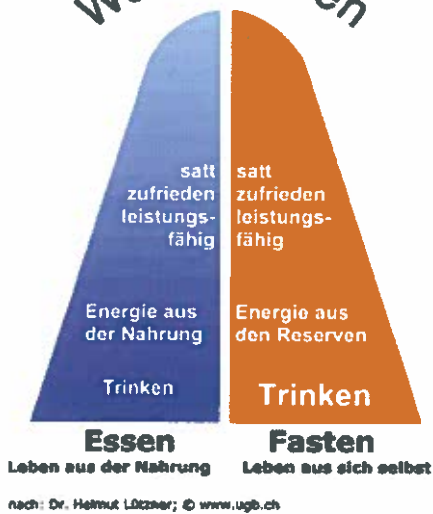 satt
zufrieden
leistungs-
fähig
Energie aus
der Nahrung
Trinken
satt
zufrieden
leistungs-
fähig
Energie aus
den Reserven
Trinken
Essen
Leben aus der Nahrung
Fasten
Leben aus sich selbst
nach: Dr. Helmut Lützner; © www.ugb.ch